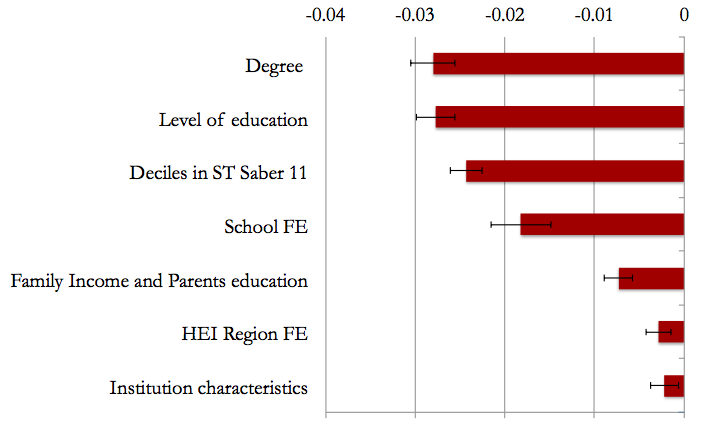 -0.04 -0.03 -0.02 -0.01 0
Degree
Level of education
Deciles in ST Saber 11
School FE
Family Income and Parents education
HEI Region FE
Institution characteristics